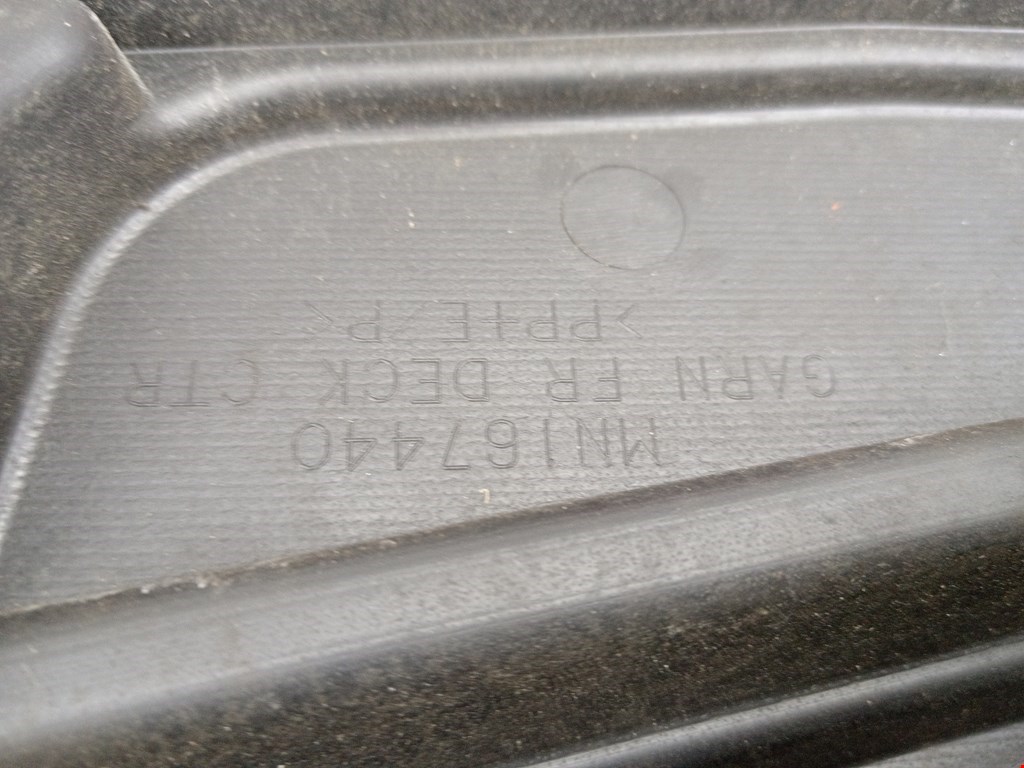 MN167440
GARN FR DECK CTR
>PP+E/P<